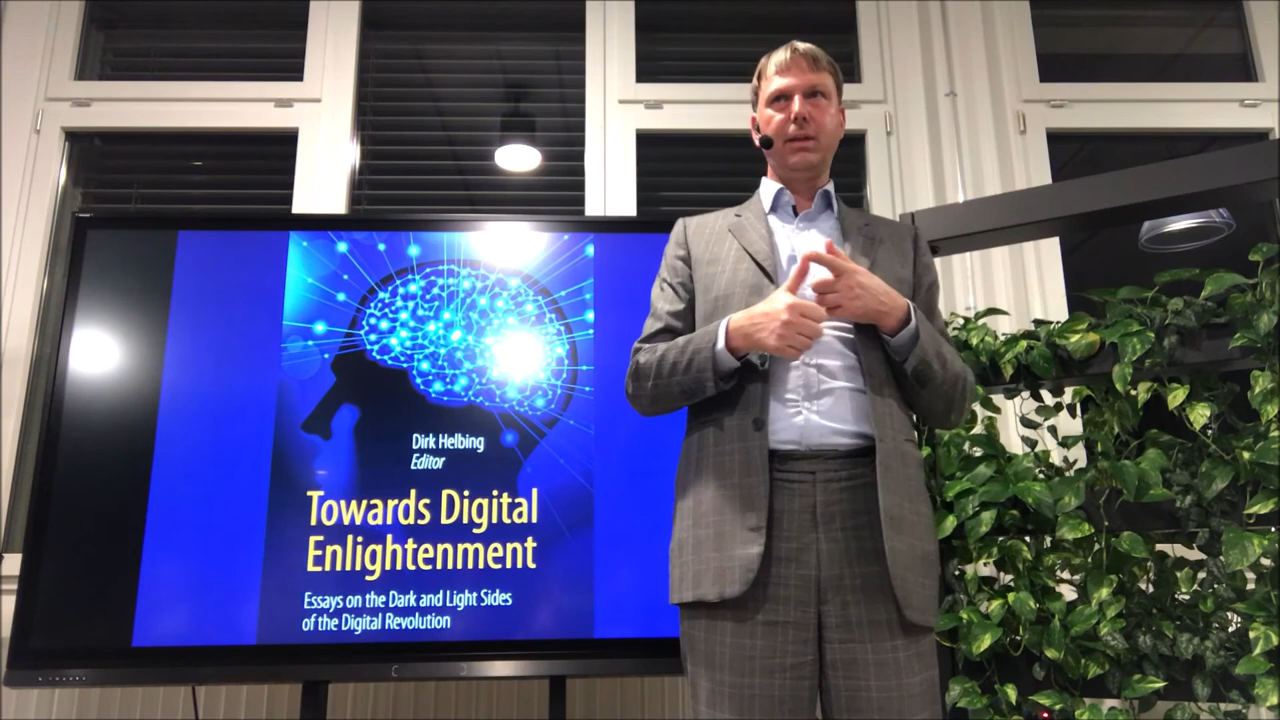 Dirk Helbing
Editor
Towards Digital
Enlightenment
Essays on the Dark and Light Sides
of the Digital Revolution